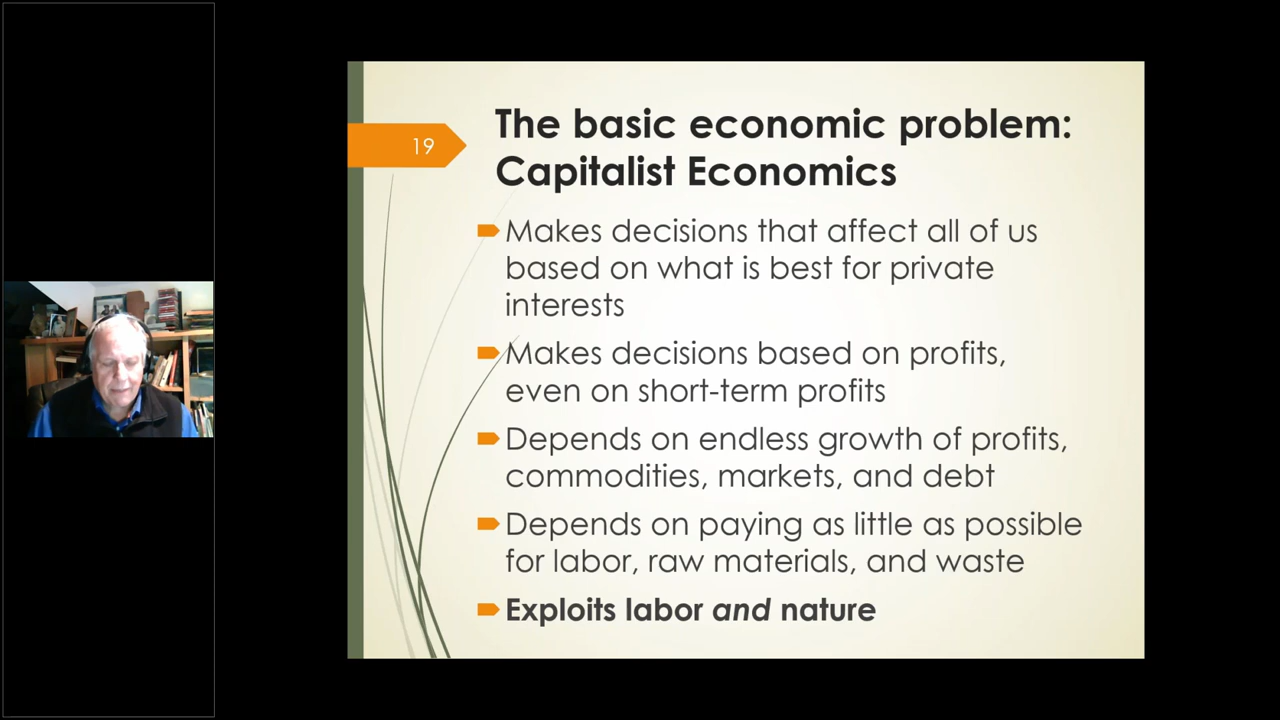 19
The basic economic problem:
Capitalist Economics
Makes decisions that affect all of us
based on what is best for private
interests
Makes decisions based on profits,
even on short-term profits
Depends on endless growth of profits,
commodities, markets, and debt
Depends on paying as little as possible
for labor, raw materials, and waste
Exploits labor and nature